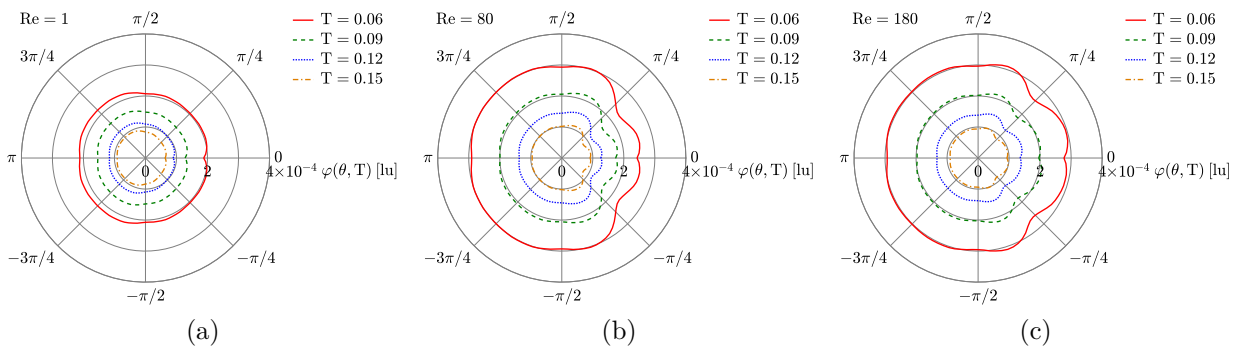 Re = 1
π/2
T = 0.06
T = 0.09
T = 0.12
T = 0.15
3π/4
π/4
π
0
0
2
4×10⁻⁴ φ(θ, T) [lu]
−3π/4
−π/4
−π/2
(a)
Re = 80
π/2
T = 0.06
T = 0.09
T = 0.12
T = 0.15
3π/4
π/4
π
0
0
2
4×10⁻⁴ φ(θ, T) [lu]
−3π/4
−π/4
−π/2
(b)
Re = 180
π/2
T = 0.06
T = 0.09
T = 0.12
T = 0.15
3π/4
π/4
π
0
0
2
4×10⁻⁴ φ(θ, T) [lu]
−3π/4
−π/4
−π/2
(c)